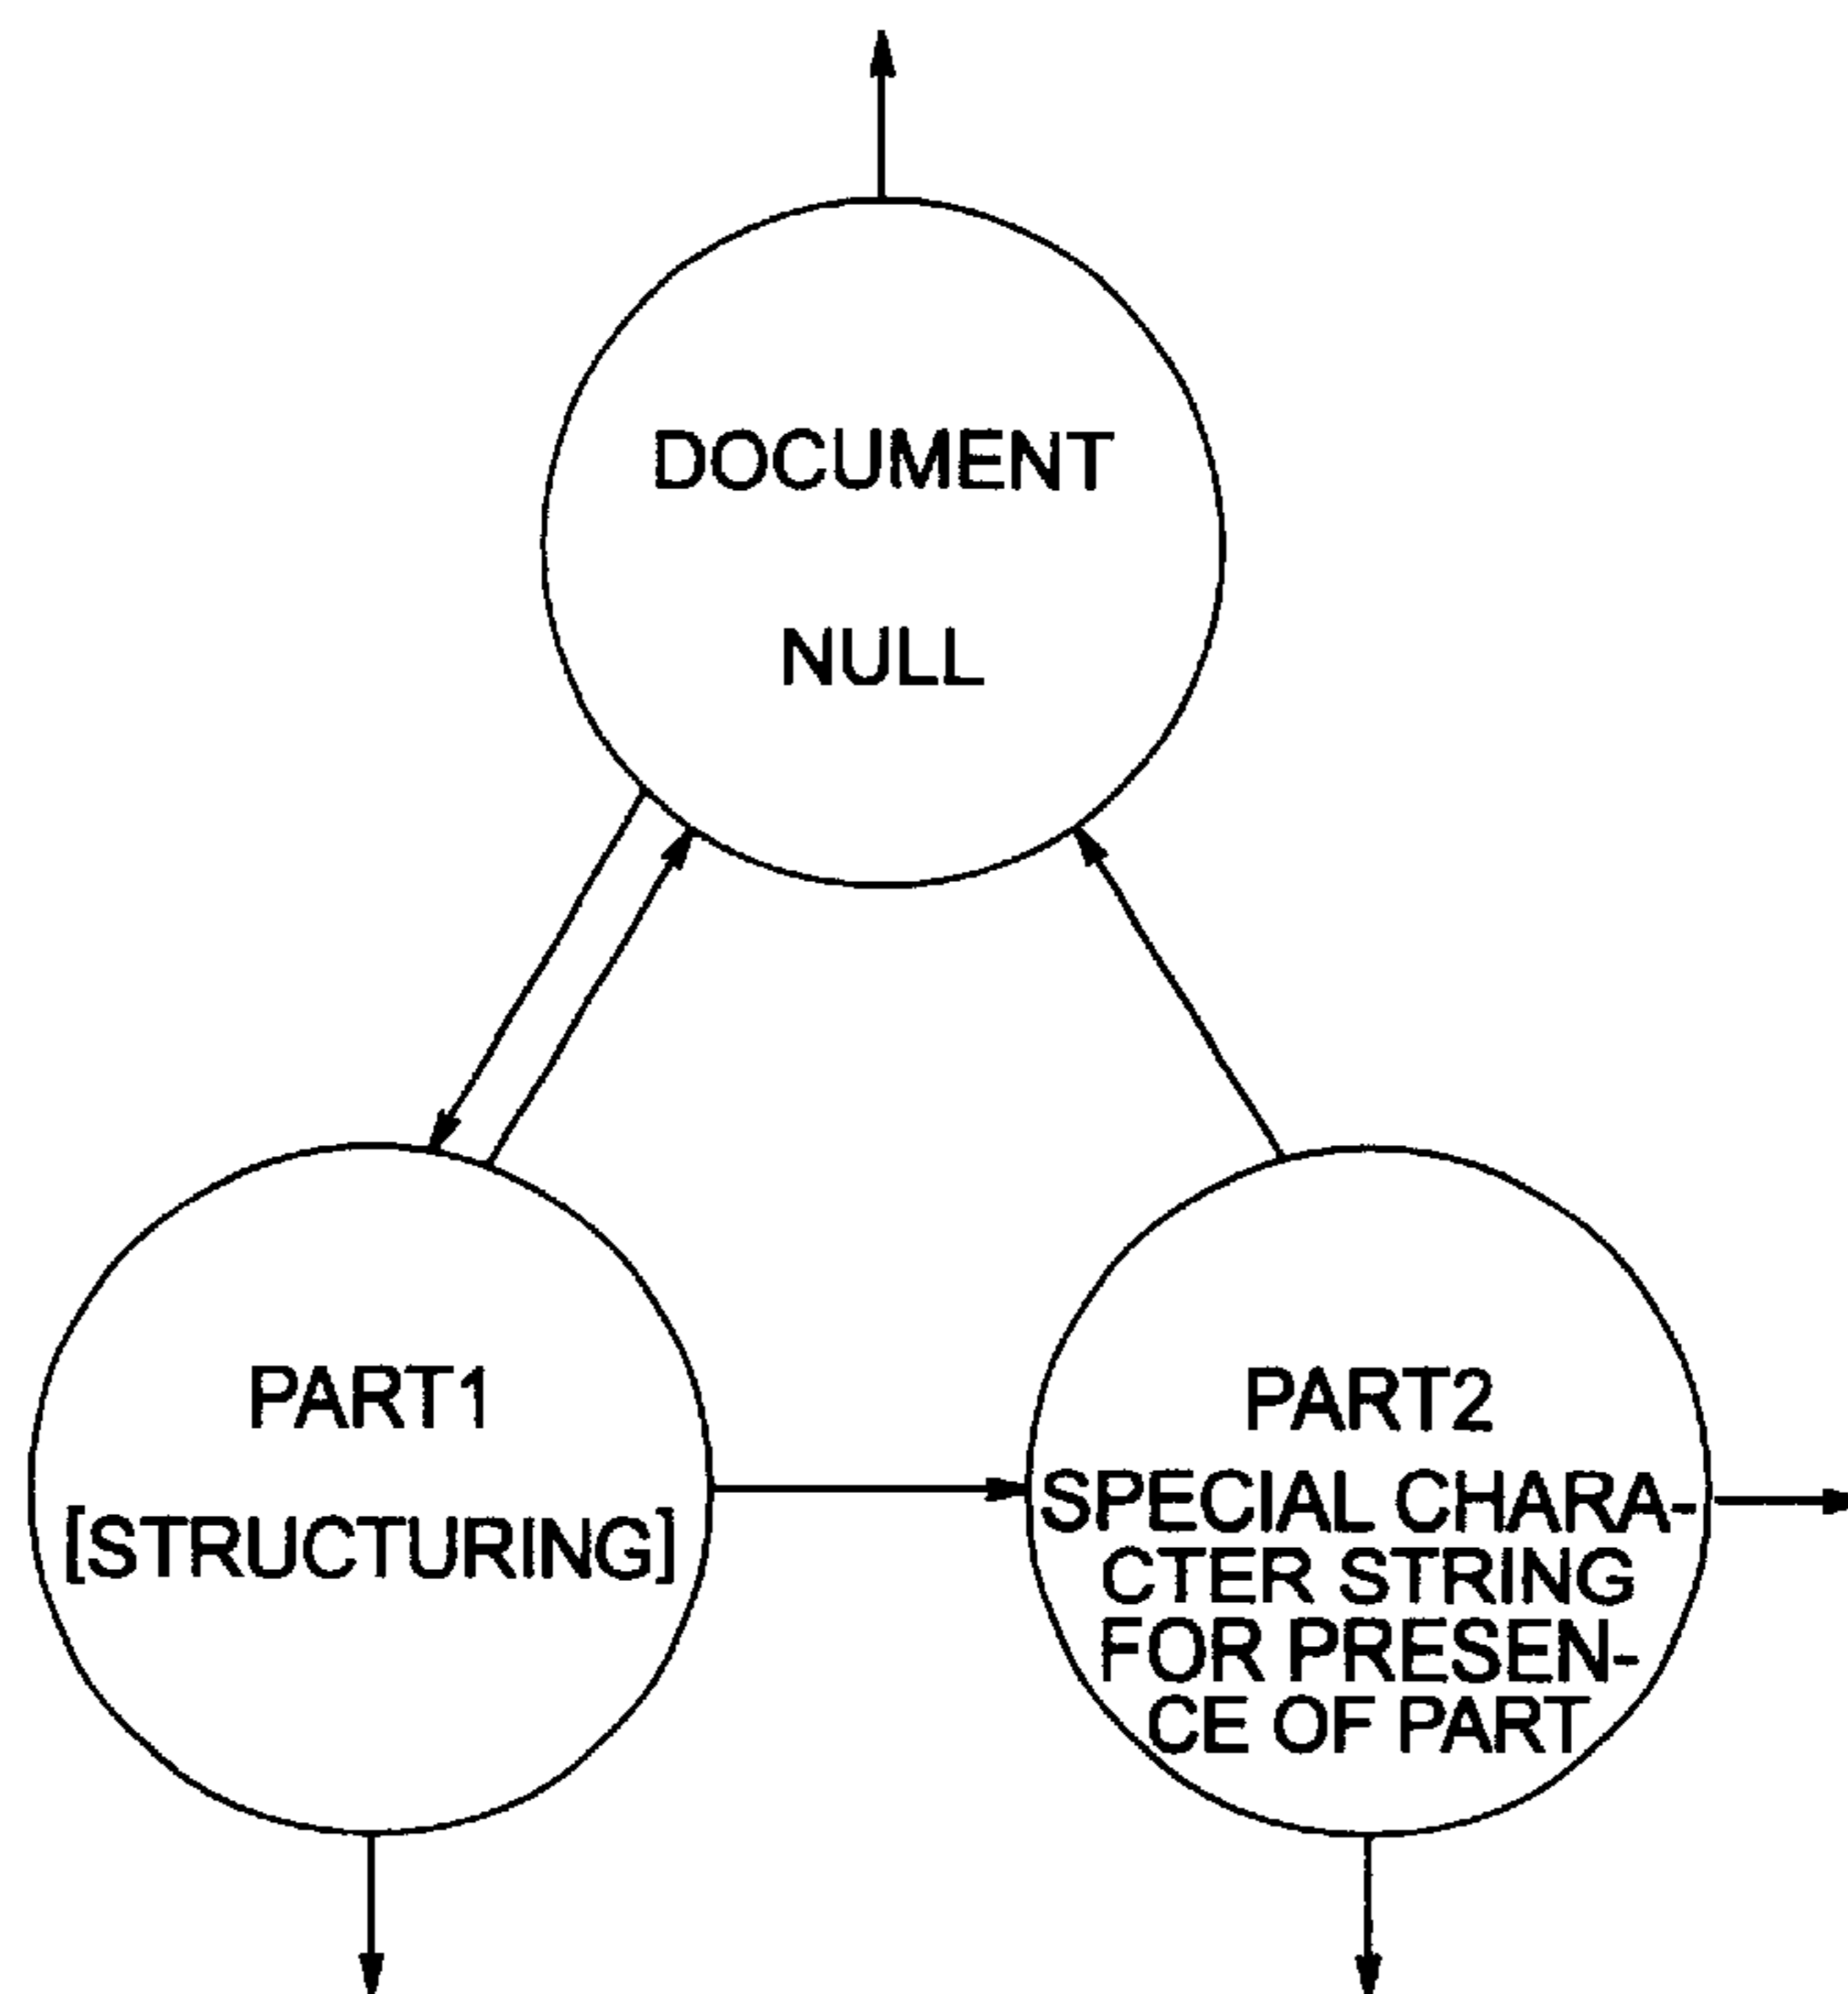 DOCUMENT
NULL
PART1
[STRUCTURING]
PART2
SPECIAL CHARA-
CTER STRING
FOR PRESEN-
CE OF PART